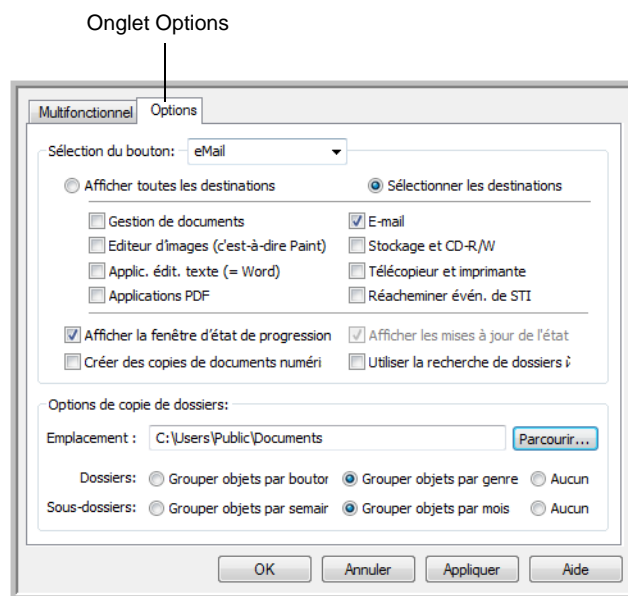 Onglet Options
Multifonctionnel Options
Sélection du bouton: eMail
Afficher toutes les destinations Sélectionner les destinations
Gestion de documents E-mail
Editeur d'images (c'est-à-dire Paint) Stockage et CD-R/W
Applic. édit. texte (= Word) Télécopieur et imprimante
Applications PDF Réacheminer évén. de STI
Afficher la fenêtre d'état de progression Afficher les mises à jour de l'état
Créer des copies de documents numéri Utiliser la recherche de dossiers
Options de copie de dossiers:
Emplacement : C:\Users\Public\Documents Parcourir...
Dossiers: Grouper objets par boutor Grouper objets par genre Aucun
Sous-dossiers: Grouper objets par semair Grouper objets par mois Aucun
OK Annuler Appliquer Aide